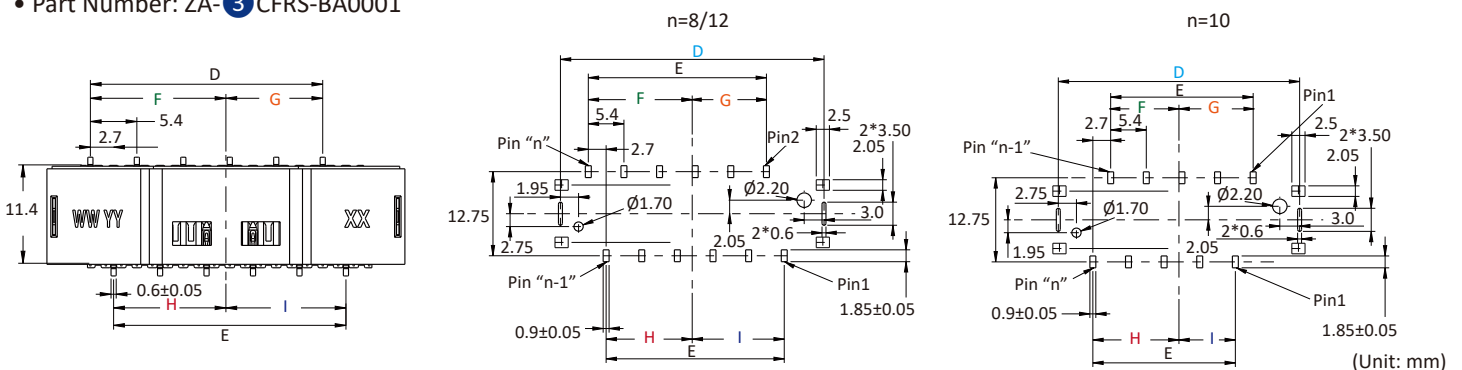 • Part Number: ZA- 3 CFRS-BA0001
D
F G
5.4
2.7
11.4
WW YY
XX
0.6±0.05
H I
E
n=8/12
D
E
F G
5.4
2.5
2*3.50
2.05
Pin “n”
2.7
Pin2
1.95
Ø2.20
Ø1.70
12.75
3.0
2*0.6
2.75
2.05
Pin “n-1”
Pin1
1.85±0.05
0.9±0.05
H I
E
n=10
D
E
Pin1
F G
2.7
5.4
2.5
2*3.50
2.05
Pin “n-1”
2.75
Ø2.20
Ø1.70
12.75
3.0
2*0.6
1.95
2.05
Pin “n”
Pin1
0.9±0.05
1.85±0.05
H I
E
(Unit: mm)